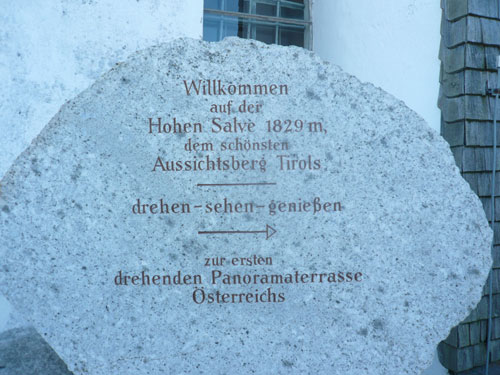 Willkommen
auf der
Hohen Salve 1829 m,
dem schönsten
Aussichtsberg Tirols
drehen-sehen-genießen
zur ersten
drehenden Panoramaterrasse
Österreichs